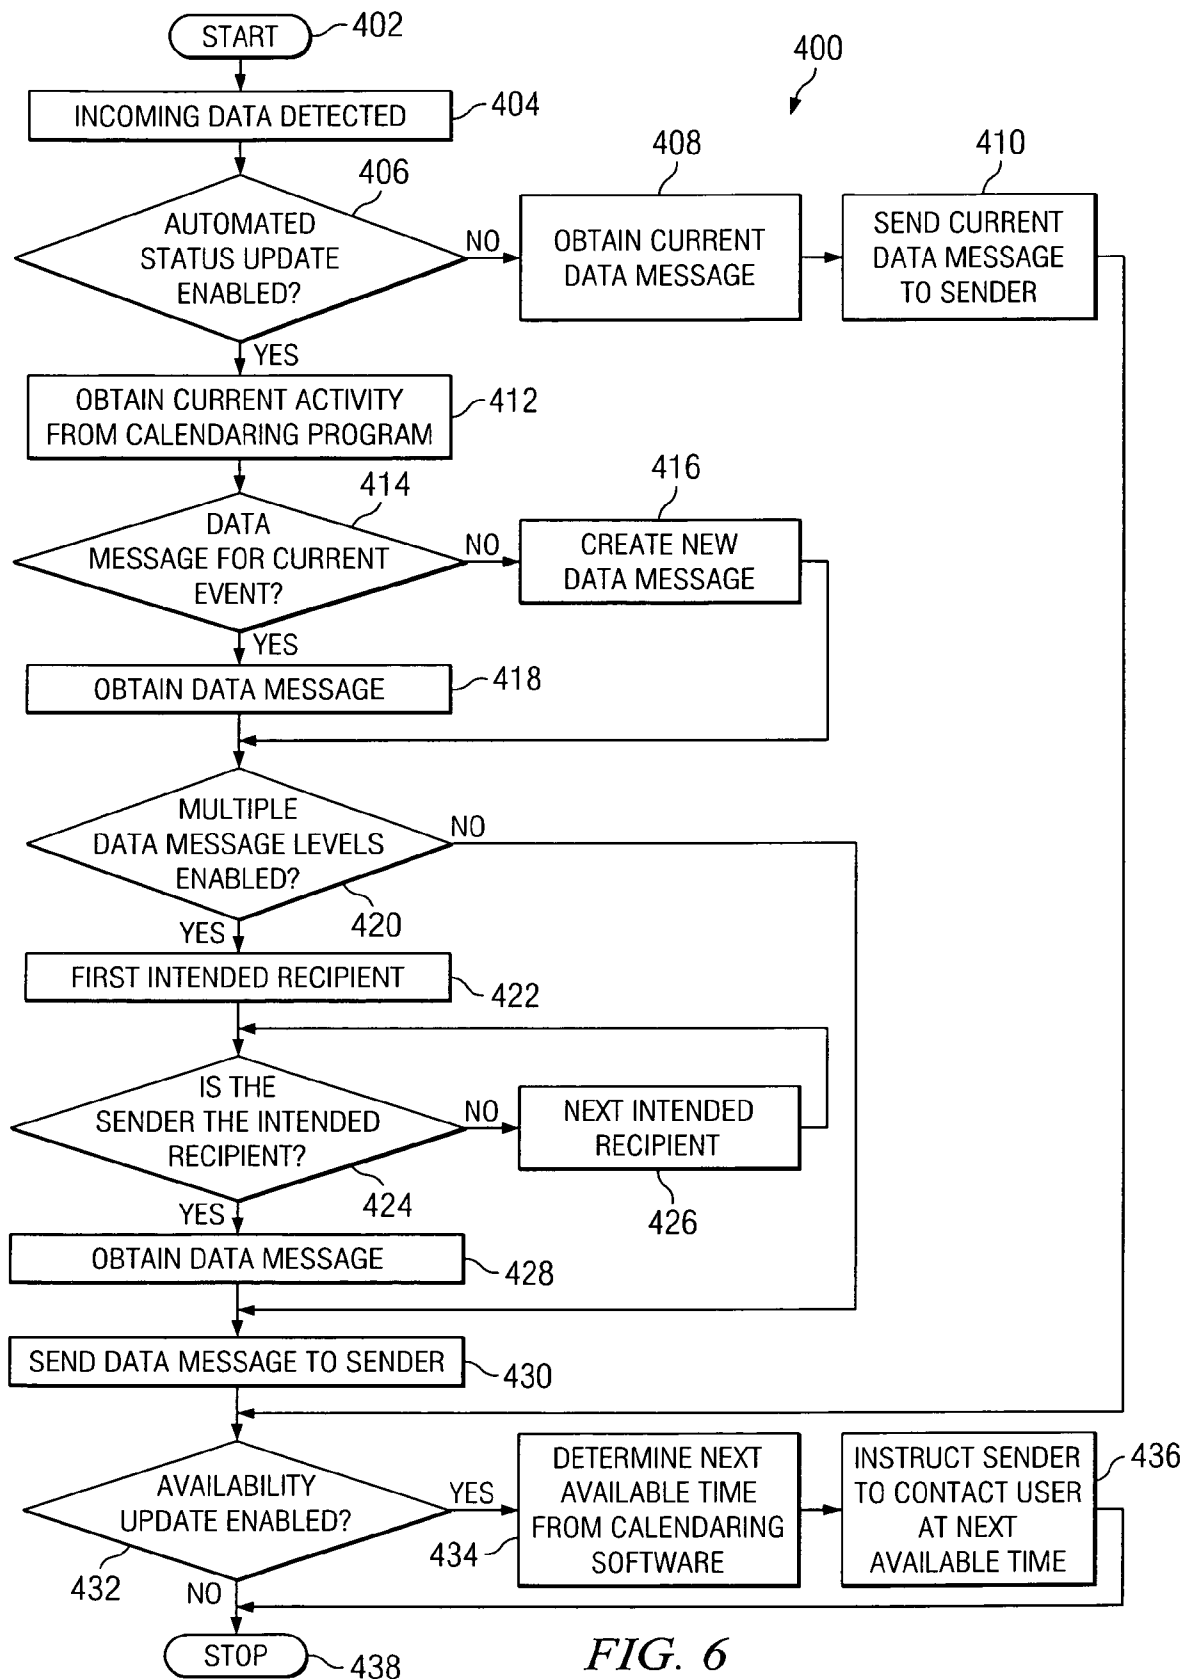 START
402
400
INCOMING DATA DETECTED
404
406
408
410
AUTOMATED
STATUS UPDATE
ENABLED?
NO
OBTAIN CURRENT
DATA MESSAGE
SEND CURRENT
DATA MESSAGE
TO SENDER
YES
OBTAIN CURRENT ACTIVITY
FROM CALENDARING PROGRAM
412
414
416
DATA
MESSAGE FOR CURRENT
EVENT?
NO
CREATE NEW
DATA MESSAGE
YES
OBTAIN DATA MESSAGE
418
MULTIPLE
DATA MESSAGE LEVELS
ENABLED?
NO
420
YES
FIRST INTENDED RECIPIENT
422
IS THE
SENDER THE INTENDED
RECIPIENT?
NO
NEXT INTENDED
RECIPIENT
424
426
YES
OBTAIN DATA MESSAGE
428
SEND DATA MESSAGE TO SENDER
430
AVAILABILITY
UPDATE ENABLED?
YES
432
DETERMINE NEXT
AVAILABLE TIME
FROM CALENDARING
SOFTWARE
434
INSTRUCT SENDER
TO CONTACT USER
AT NEXT
AVAILABLE TIME
436
NO
STOP
438
FIG. 6